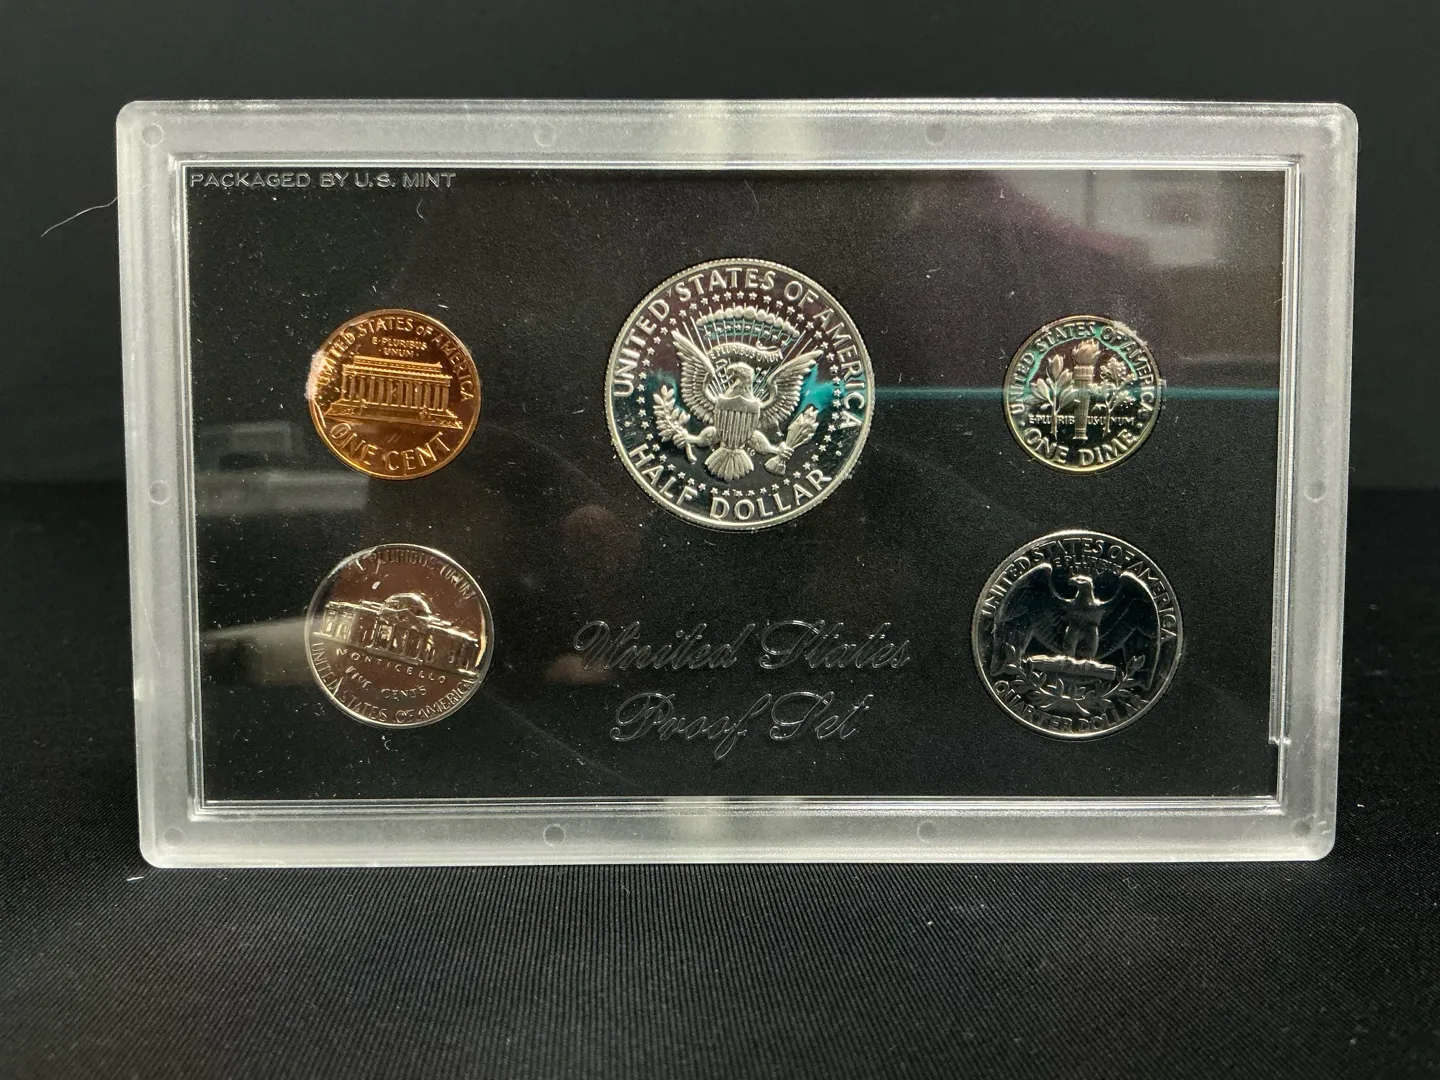 PACKAGED BY U.S. MINT
UNITED STATES OF AMERICA
E·PLURIBUS
·UNUM·
ONE CENT
UNITED STATES OF AMERICA
E PLURIBUS UNUM
HALF DOLLAR
UNITED STATES OF AMERICA
E·PLURIBUS·UNUM
ONE DIME
E PLURIBUS UNUM
MONTICELLO
FIVE CENTS
UNITED STATES OF AMERICA
United States
Proof Set
UNITED STATES OF AMERICA
E·PLURIBUS
QUARTER DOLLAR